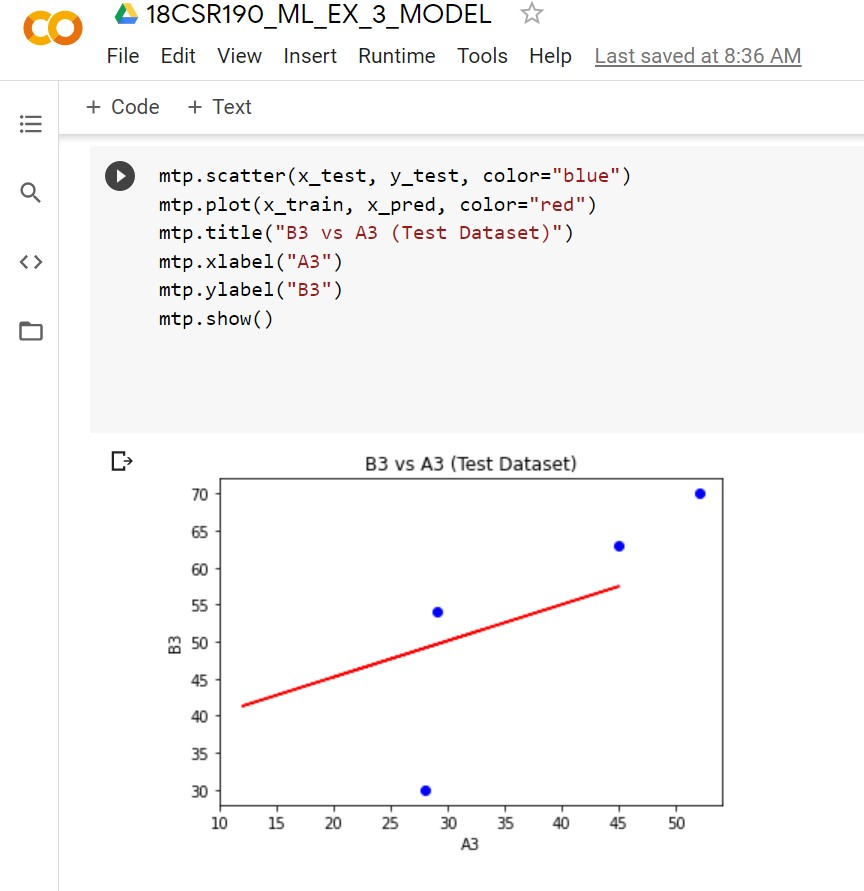 18CSR190_ML_EX_3_MODEL
File Edit View Insert Runtime Tools Help Last saved at 8:36 AM
+ Code + Text
mtp.scatter(x_test, y_test, color="blue")
mtp.plot(x_train, x_pred, color="red")
mtp.title("B3 vs A3 (Test Dataset)")
mtp.xlabel("A3")
mtp.ylabel("B3")
mtp.show()
B3 vs A3 (Test Dataset)
70
65
60
55
50
45
40
35
30
B3
10 15 20 25 30 35 40 45 50
A3